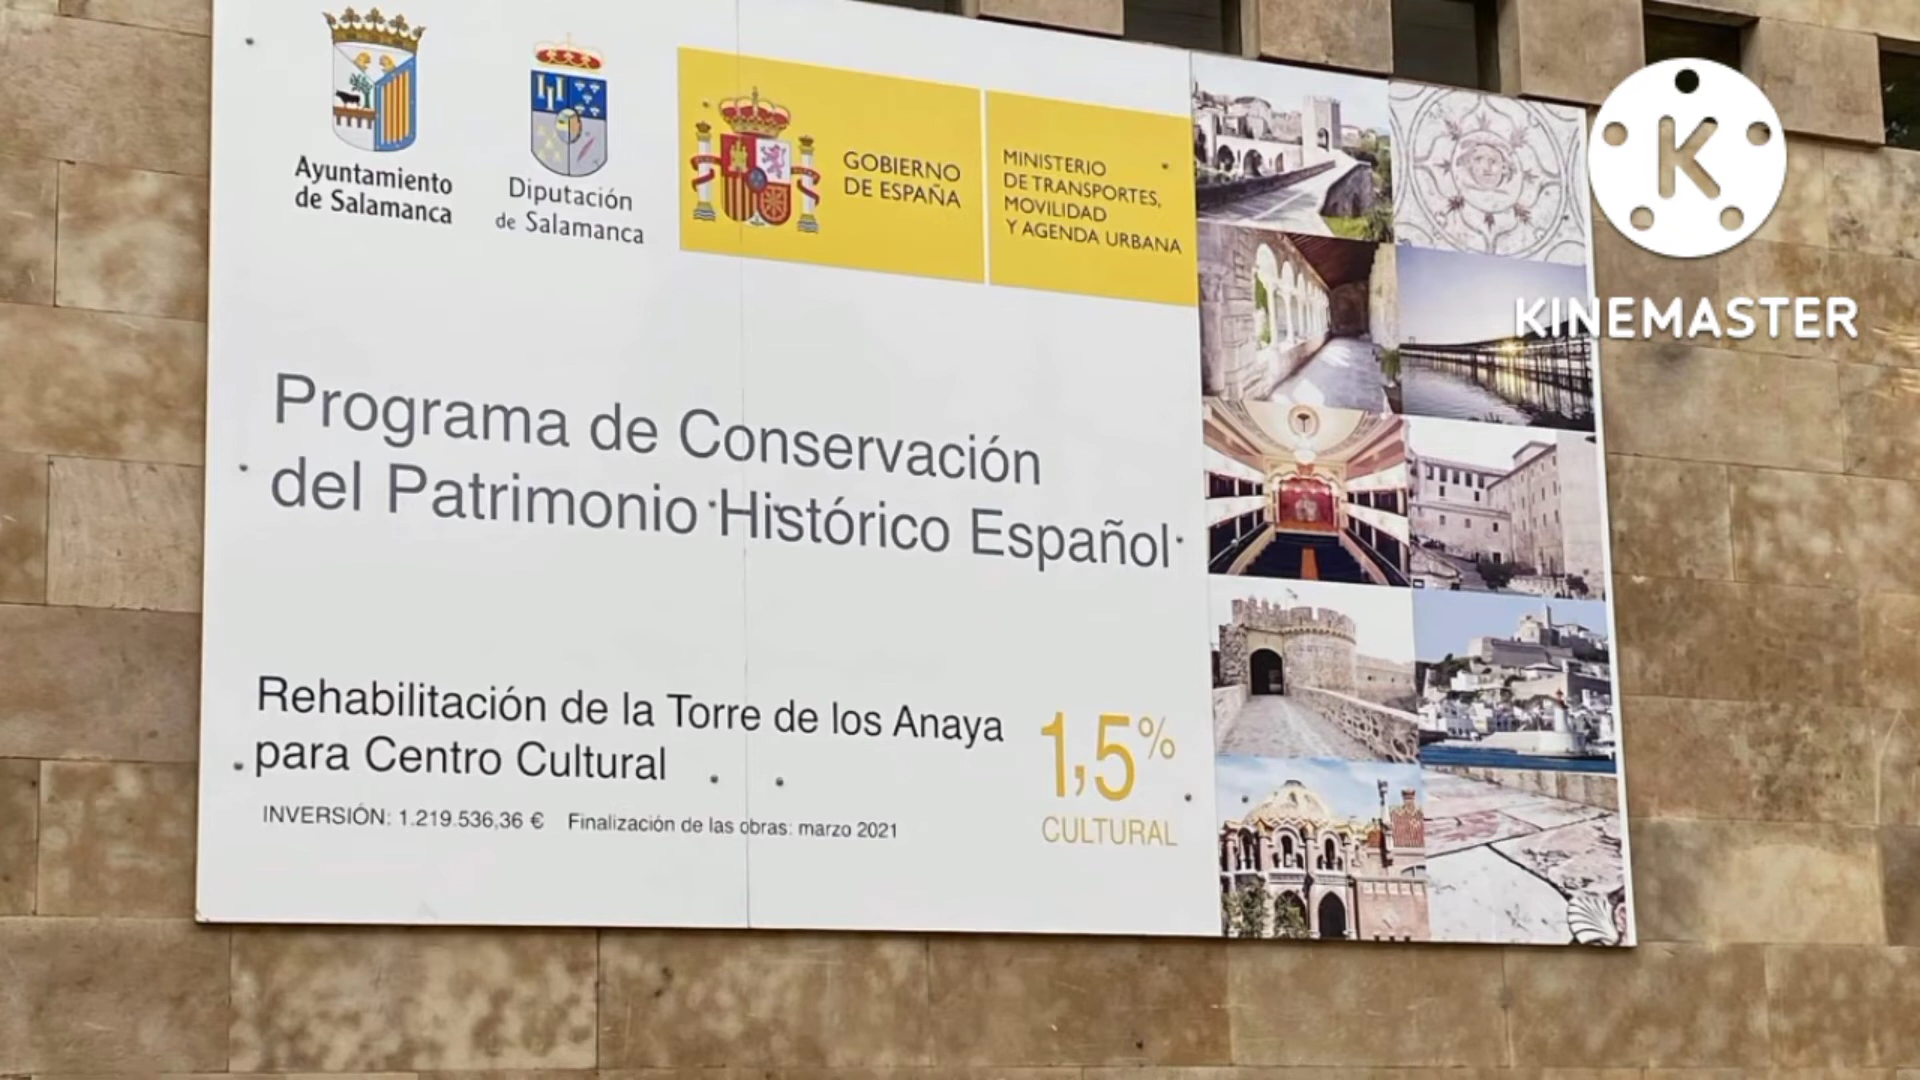 Ayuntamiento
de Salamanca
Diputación
de Salamanca
GOBIERNO
DE ESPAÑA
MINISTERIO
DE TRANSPORTES,
MOVILIDAD
Y AGENDA URBANA
K
KINEMASTER
Programa de Conservación
del Patrimonio Histórico Español
Rehabilitación de la Torre de los Anaya
para Centro Cultural
INVERSIÓN: 1.219.536,36 € Finalización de las obras: marzo 2021
1,5%
CULTURAL